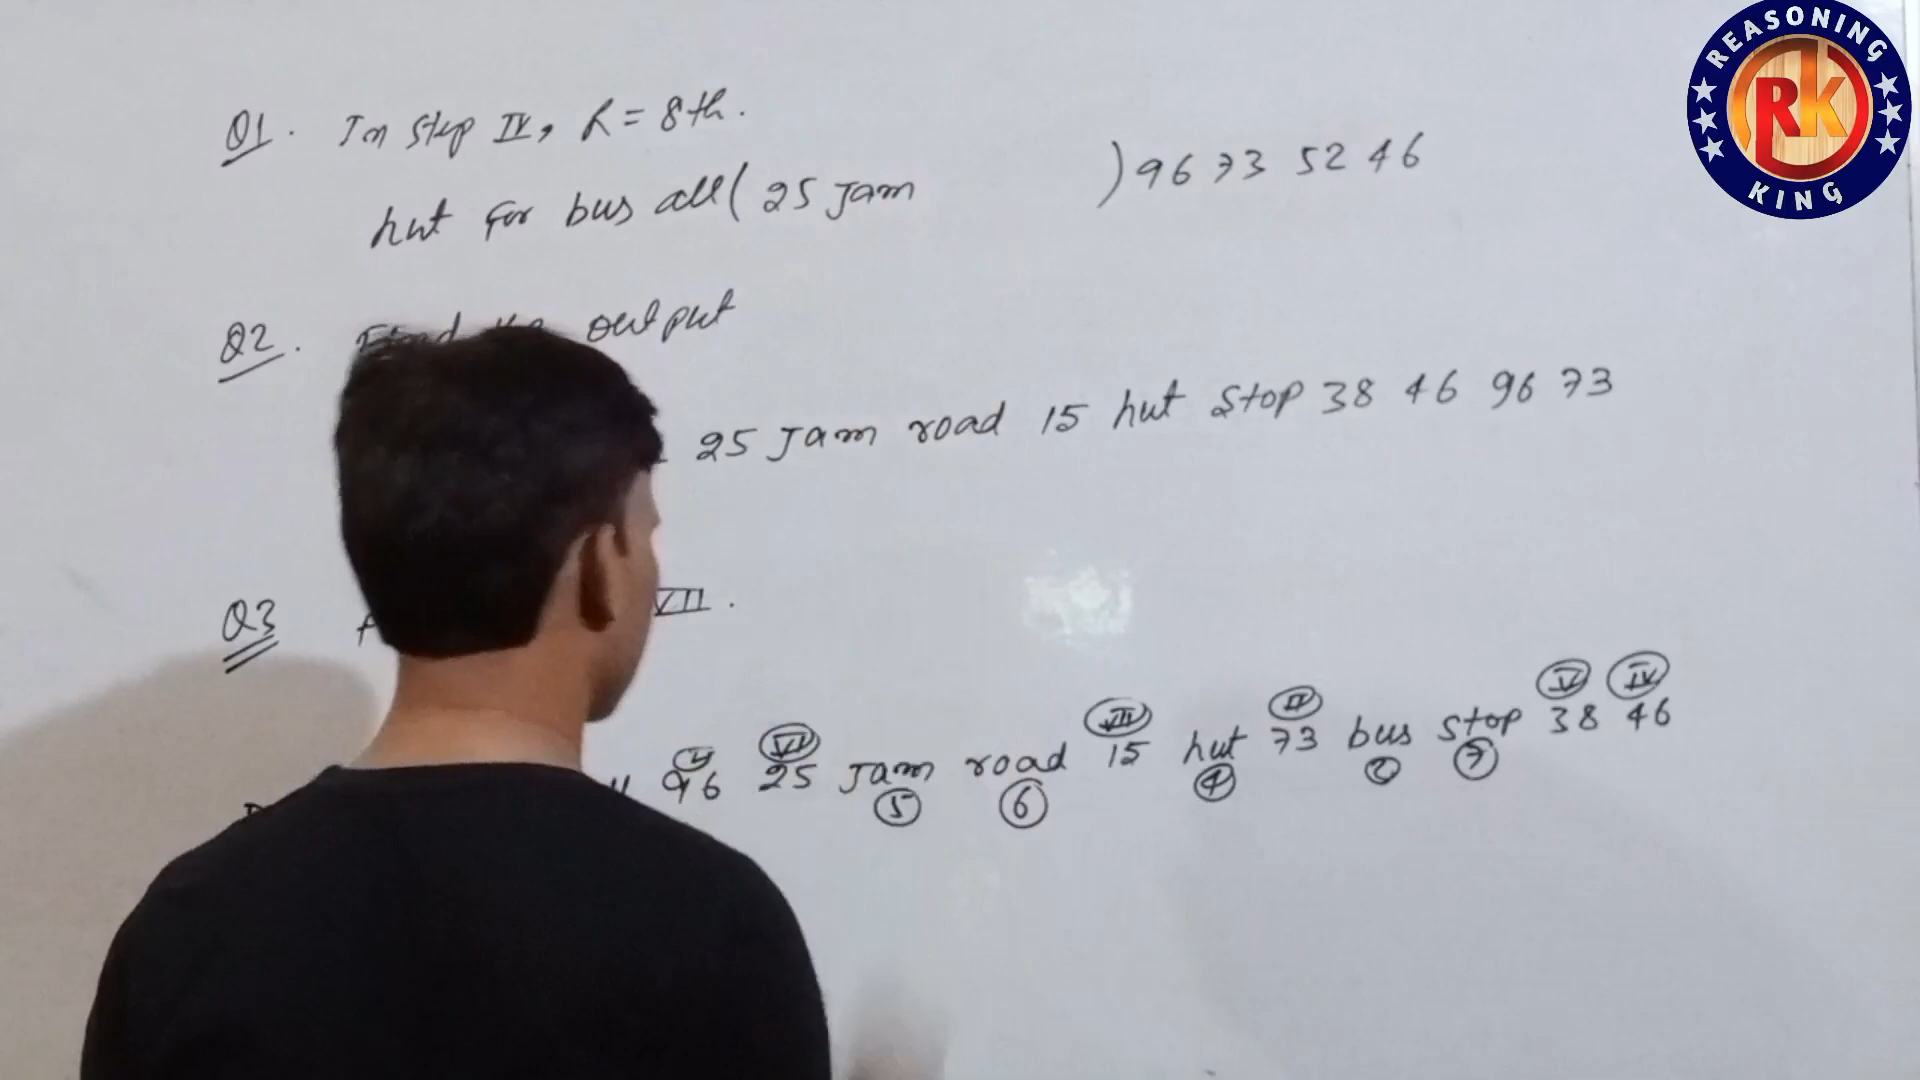 REASONING
RK
KING
Q1. In step IV, R = 8th.
hut for bus all ( 25 Jam ) 96 73 52 46
Q2. output
25 Jam road 15 hut stop 38 46 96 73
Q3 VII.
V VI VII II V IV
96 25 Jam road 15 hut 73 bus stop 38 46
5 6 4 2 7